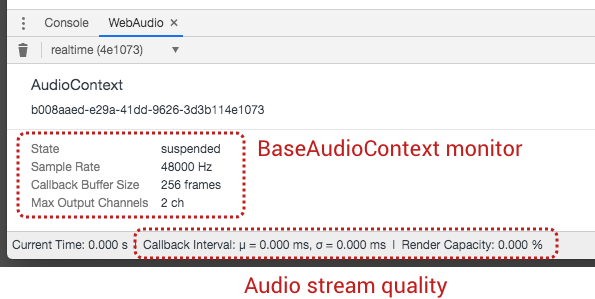 Console WebAudio ×
realtime (4e1073) ▼
AudioContext
b008aaed-e29a-41dd-9626-3d3b114e1073
State suspended
Sample Rate 48000 Hz
Callback Buffer Size 256 frames
Max Output Channels 2 ch
BaseAudioContext monitor
Current Time: 0.000 s Callback Interval: μ = 0.000 ms, σ = 0.000 ms | Render Capacity: 0.000 %
Audio stream quality